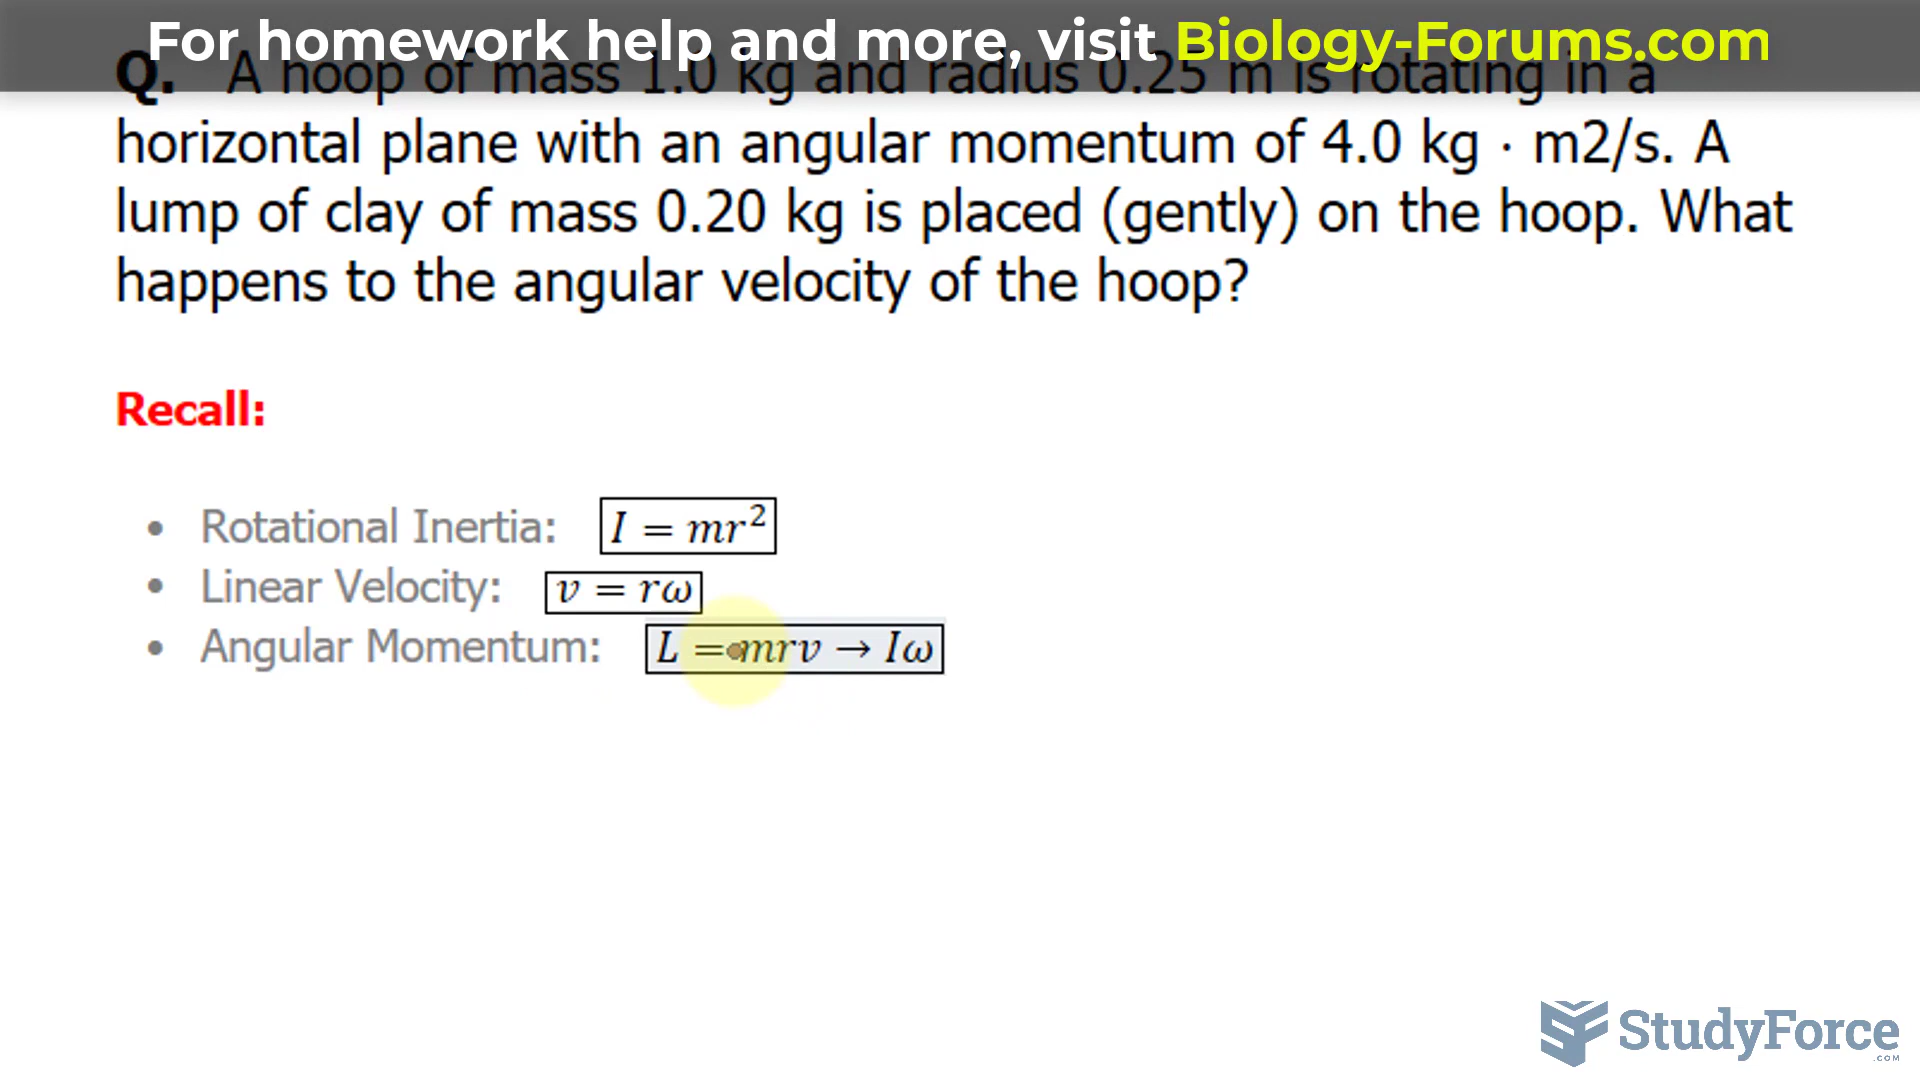 For homework help and more, visit Biology-Forums.com
Q. A hoop of mass 1.0 kg and radius 0.25 m is rotating in a
horizontal plane with an angular momentum of 4.0 kg · m2/s. A
lump of clay of mass 0.20 kg is placed (gently) on the hoop. What
happens to the angular velocity of the hoop?
Recall:
• Rotational Inertia: I = mr²
• Linear Velocity: v = rω
• Angular Momentum: L = mrv → Iω
StudyForce
.COM